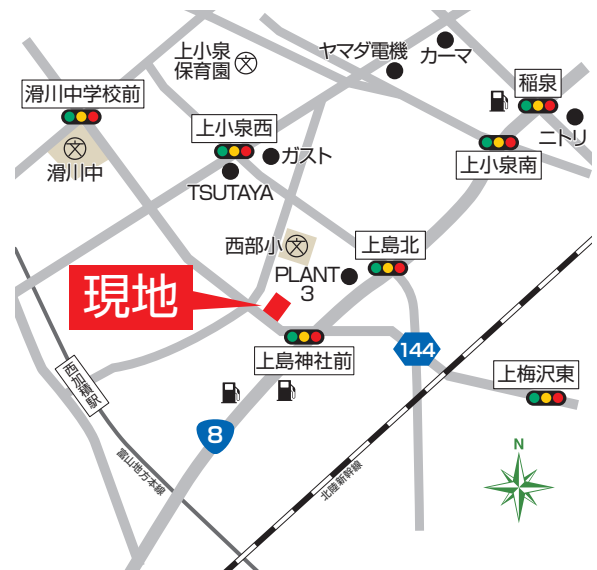 上小泉
保育園
ヤマダ電機
カーマ
滑川中学校前
稲泉
上小泉西
ガスト
ニトリ
上小泉南
滑川中
TSUTAYA
西部小
上島北
PLANT
3
現地
上島神社前
144
上梅沢東
西加積駅
8
N
富山地方本線
北陸新幹線